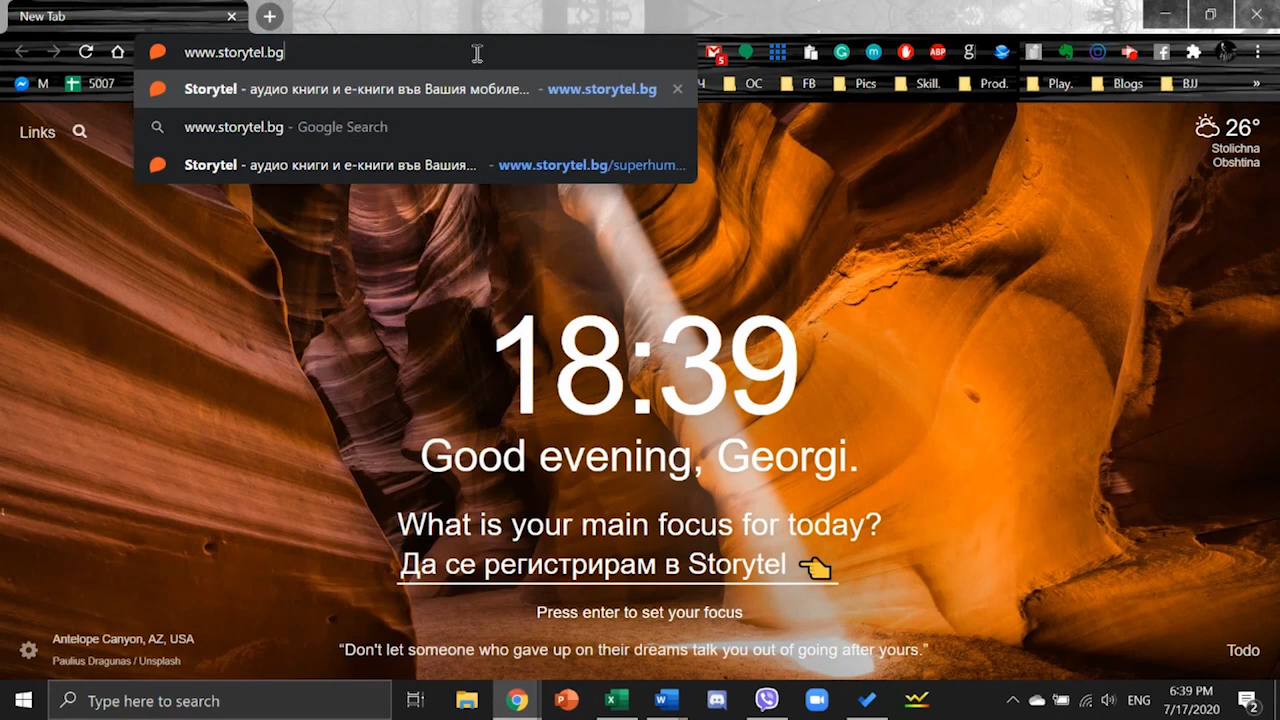 New Tab
www.storytel.bg
M
5007
Storytel - аудио книги и е-книги във Вашия мобиле... - www.storytel.bg
www.storytel.bg - Google Search
Storytel - аудио книги и е-книги във Вашия... - www.storytel.bg/superhum...
5
OC
FB
Pics
Skill.
Prod.
Play.
Blogs
BJJ
»
Links
26°
Stolichna
Obshtina
18:39
Good evening, Georgi.
What is your main focus for today?
Да се регистрирам в Storytel 👈
Press enter to set your focus
Antelope Canyon, AZ, USA
Paulius Dragunas / Unsplash
“Don't let someone who gave up on their dreams talk you out of going after yours.”
Todo
Type here to search
ENG
6:39 PM
7/17/2020
2